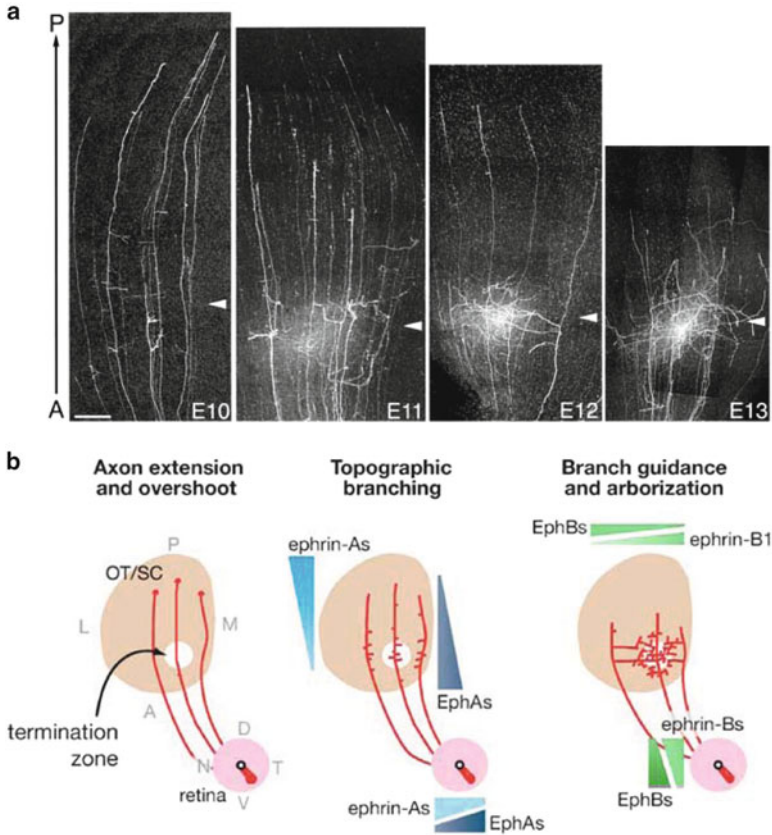 a
P
A
E10
E11
E12
E13
b
Axon extension
and overshoot
Topographic
branching
Branch guidance
and arborization
P
OT/SC
L
M
A
termination
zone
D
N
T
retina
V
ephrin-As
EphAs
ephrin-As
EphAs
EphBs
ephrin-B1
ephrin-Bs
EphBs